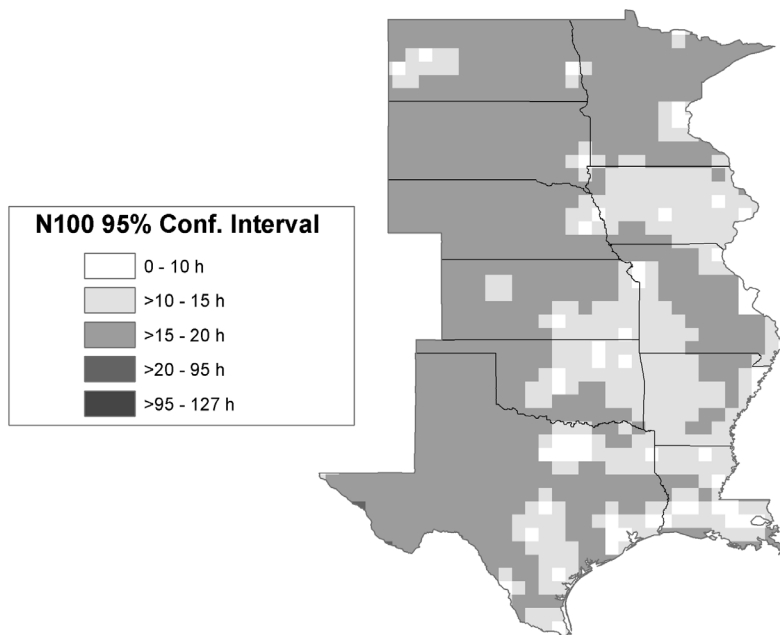 N100 95% Conf. Interval
0 - 10 h
>10 - 15 h
>15 - 20 h
>20 - 95 h
>95 - 127 h